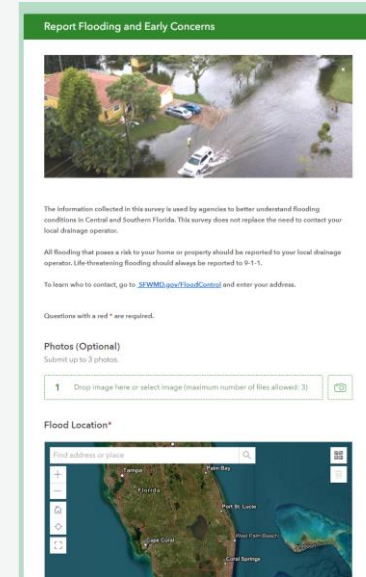 Report Flooding and Early Concerns
The information collected in this survey is used by agencies to better understand flooding
conditions in Central and Southern Florida. This survey does not replace the need to contact your
local drainage operator.
All flooding that poses a risk to your home or property should be reported to your local drainage
operator. Life-threatening flooding should always be reported to 9-1-1.
To learn who to contact, go to SFWMD.gov/FloodControl and enter your address.
Questions with a red * are required.
Photos (Optional)
Submit up to 3 photos.
1 Drop image here or select image (maximum number of files allowed: 3)
Flood Location*
Find address or place
Tampa
Palm Bay
Florida
Port St. Lucie
Cape Coral
West Palm Beach
Coral Springs